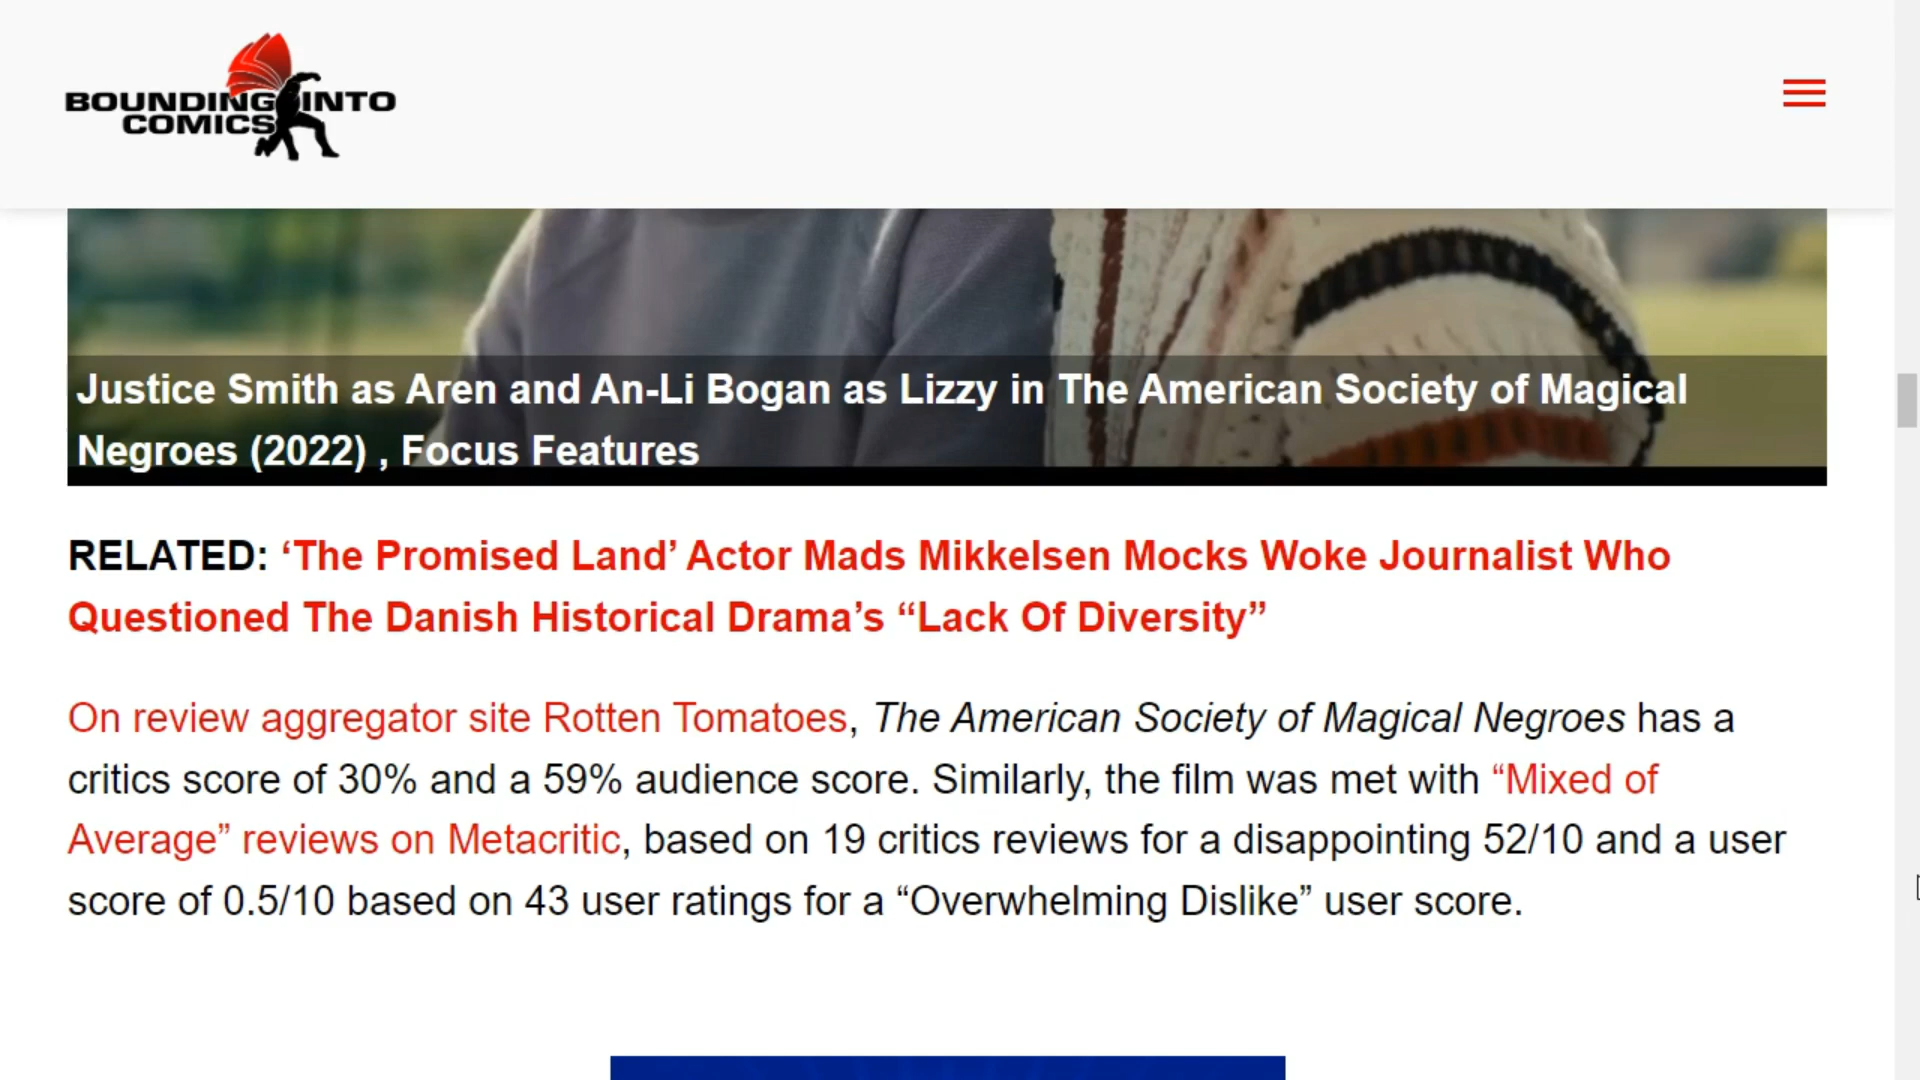 BOUNDING INTO
COMICS
Justice Smith as Aren and An-Li Bogan as Lizzy in The American Society of Magical
Negroes (2022) , Focus Features
RELATED: ‘The Promised Land’ Actor Mads Mikkelsen Mocks Woke Journalist Who
Questioned The Danish Historical Drama’s “Lack Of Diversity”
On review aggregator site Rotten Tomatoes, The American Society of Magical Negroes has a
critics score of 30% and a 59% audience score. Similarly, the film was met with “Mixed of
Average” reviews on Metacritic, based on 19 critics reviews for a disappointing 52/10 and a user
score of 0.5/10 based on 43 user ratings for a “Overwhelming Dislike” user score.